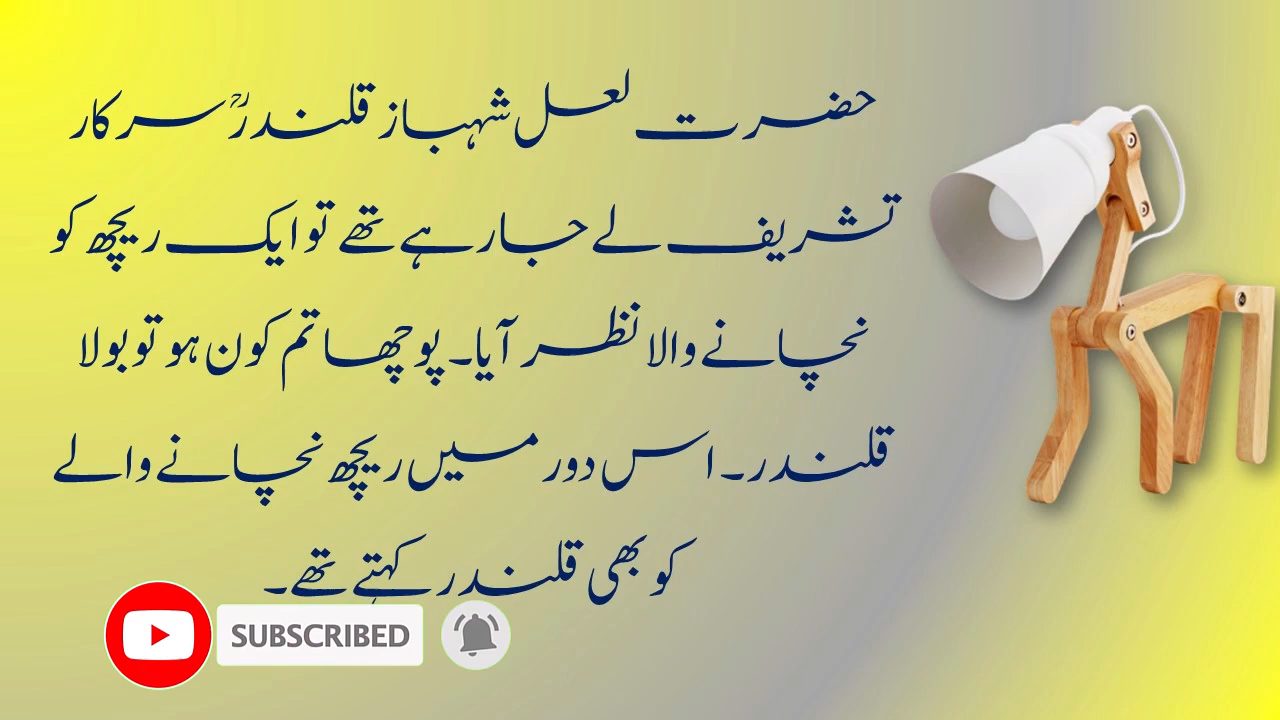 حضرت لعل شہباز قلندرؒ سرکار
تشریف لے جارہے تھے تو ایک ریچھ کو
نچانے والا نظر آیا۔ پوچھا تم کون ہو تو بولا
قلندر۔ اس دور میں ریچھ نچانے والے
کو بھی قلندر کہتے تھے۔
SUBSCRIBED